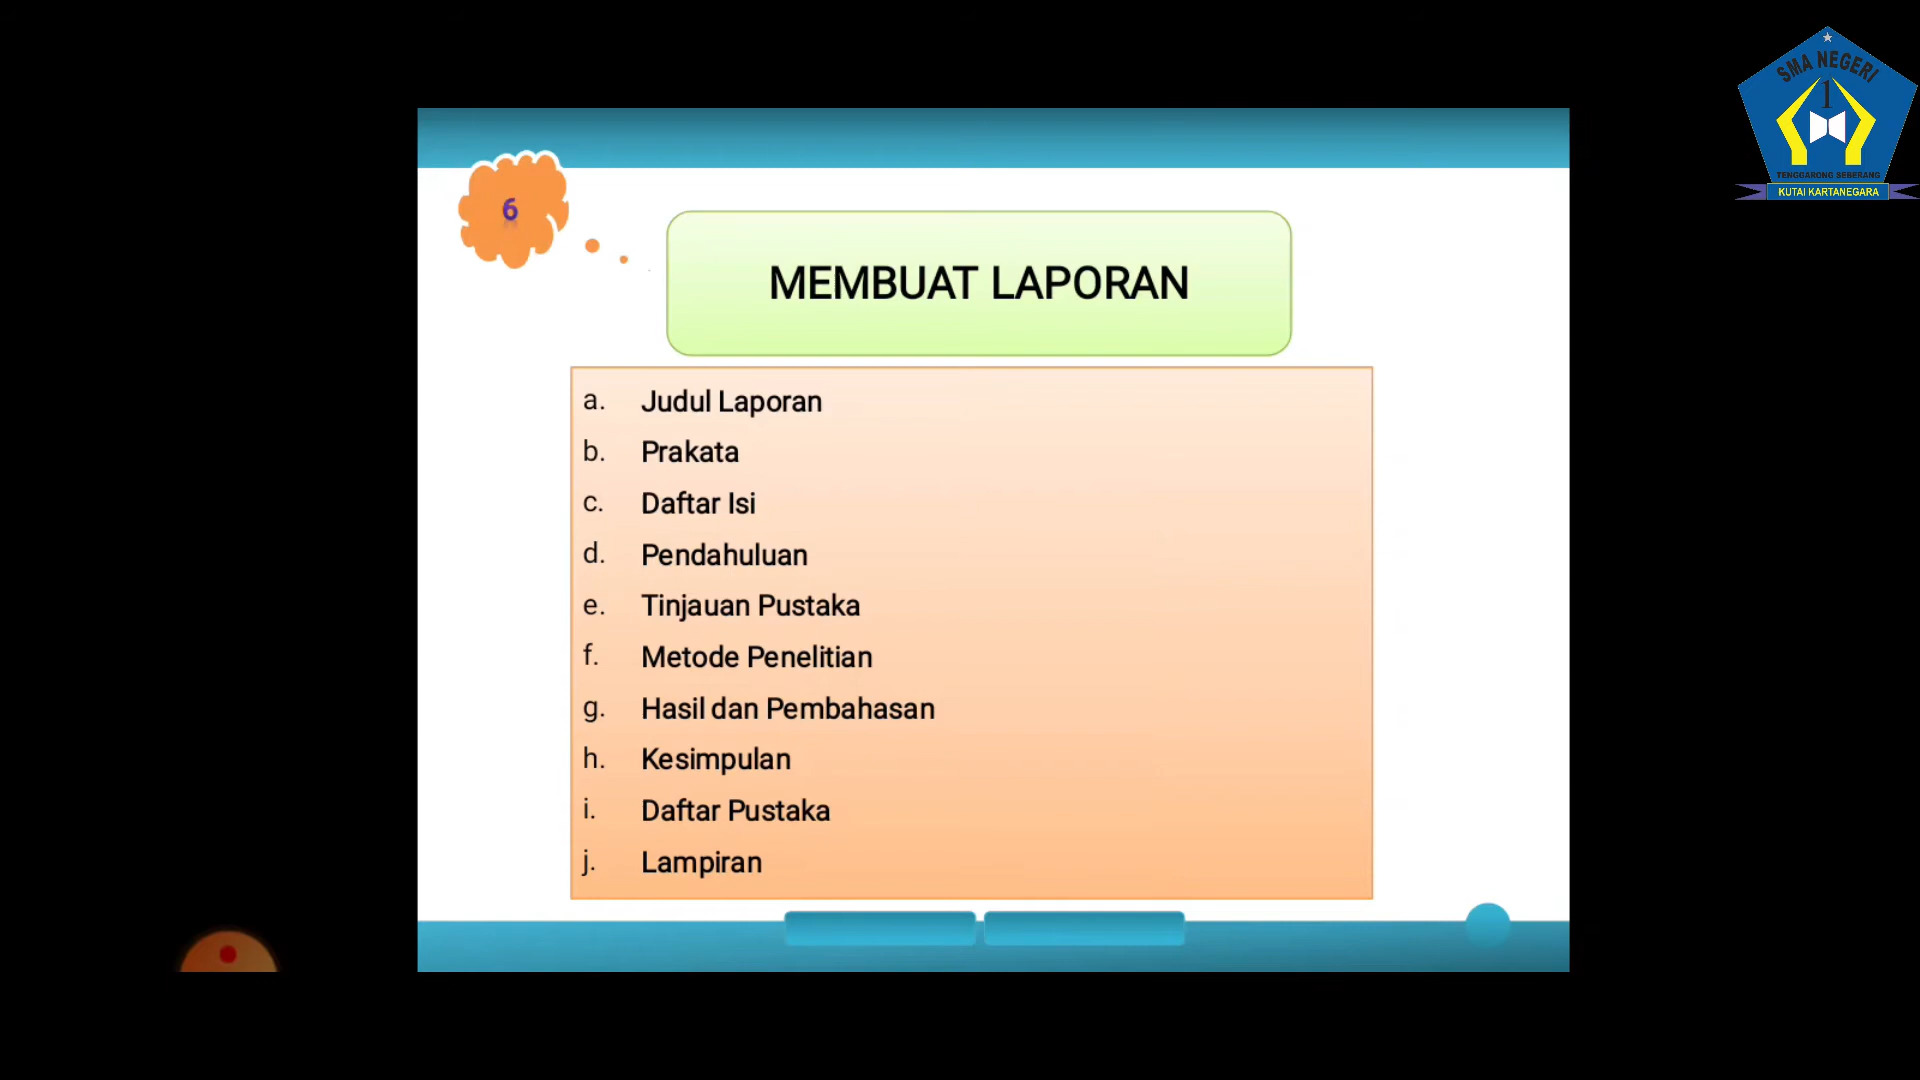 SMA NEGERI
1
TENGGARONG SEBERANG
KUTAI KARTANEGARA
6
MEMBUAT LAPORAN
a. Judul Laporan
b. Prakata
c. Daftar Isi
d. Pendahuluan
e. Tinjauan Pustaka
f. Metode Penelitian
g. Hasil dan Pembahasan
h. Kesimpulan
i. Daftar Pustaka
j. Lampiran